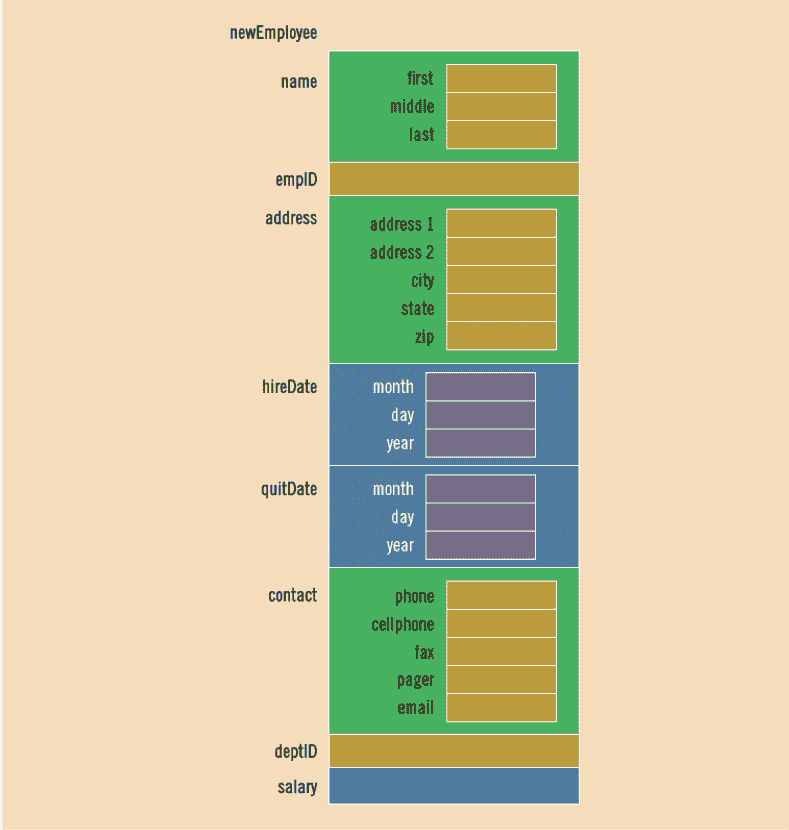 newEmployee
name
first
middle
last
empID
address
address 1
address 2
city
state
zip
hireDate
month
day
year
quitDate
month
day
year
contact
phone
cellphone
fax
pager
email
deptID
salary